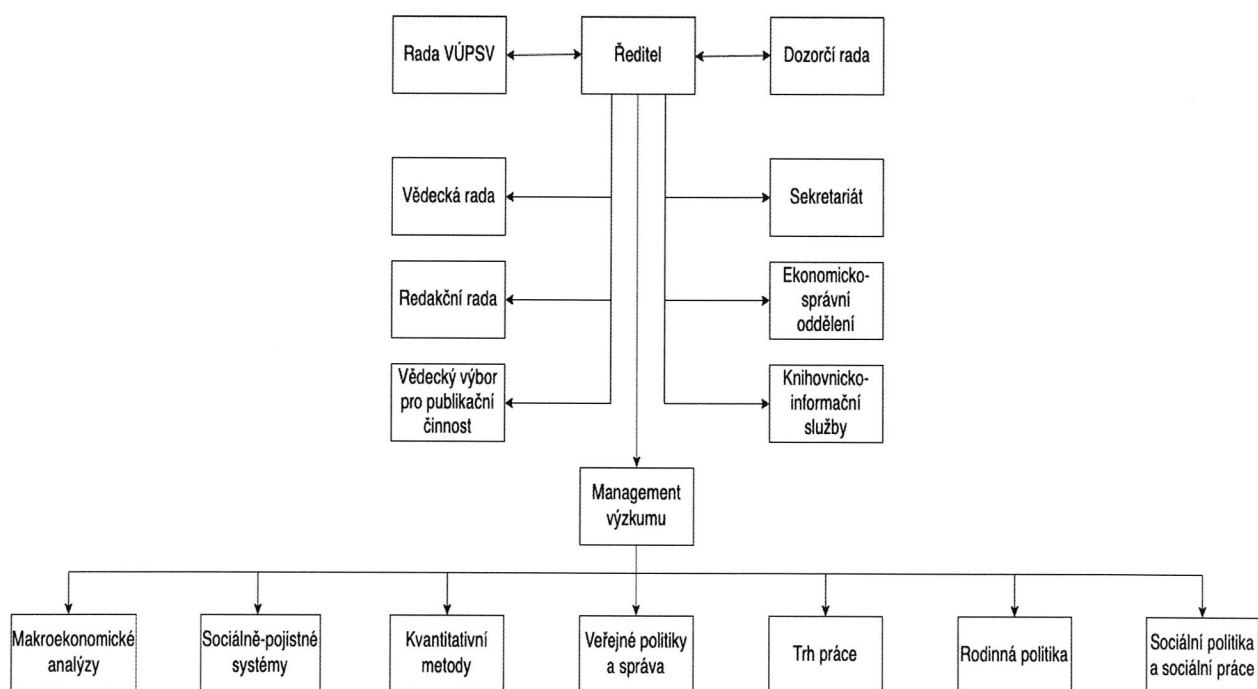 Rada VÚPSV
Ředitel
Dozorčí rada
Vědecká rada
Sekretariát
Redakční rada
Ekonomicko-
správní
oddělení
Vědecký výbor
pro publikační
činnost
Knihovnicko-
informační
služby
Management
výzkumu
Makroekonomické
analýzy
Sociálně-pojistné
systémy
Kvantitativní
metody
Veřejné politiky
a správa
Trh práce
Rodinná politika
Sociální politika
a sociální práce